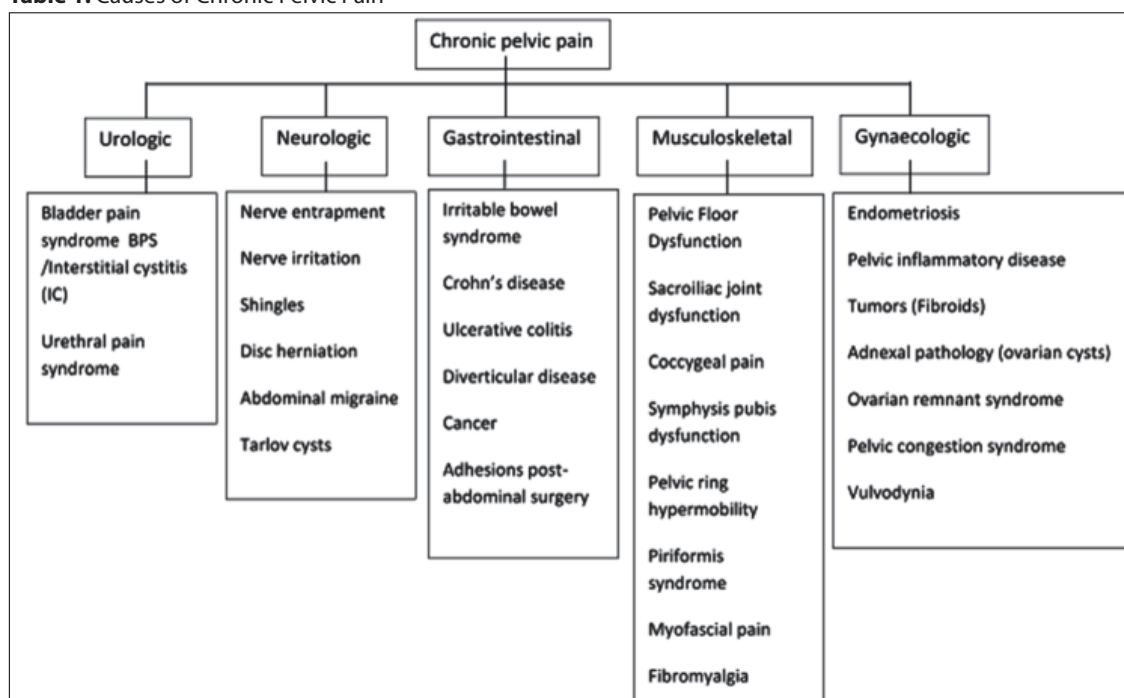 Table 1. Causes of Chronic Pelvic Pain
Chronic pelvic pain
Urologic
Neurologic
Gastrointestinal
Musculoskeletal
Gynaecologic
Bladder pain
syndrome BPS
/Interstitial cystitis
(IC)
Urethral pain
syndrome
Nerve entrapment
Nerve irritation
Shingles
Disc herniation
Abdominal migraine
Tarlov cysts
Irritable bowel
syndrome
Crohn's disease
Ulcerative colitis
Diverticular disease
Cancer
Adhesions post-
abdominal surgery
Pelvic Floor
Dysfunction
Sacroiliac joint
dysfunction
Coccygeal pain
Symphysis pubis
dysfunction
Pelvic ring
hypermobility
Piriformis
syndrome
Myofascial pain
Fibromyalgia
Endometriosis
Pelvic inflammatory disease
Tumors (Fibroids)
Adnexal pathology (ovarian cysts)
Ovarian remnant syndrome
Pelvic congestion syndrome
Vulvodynia